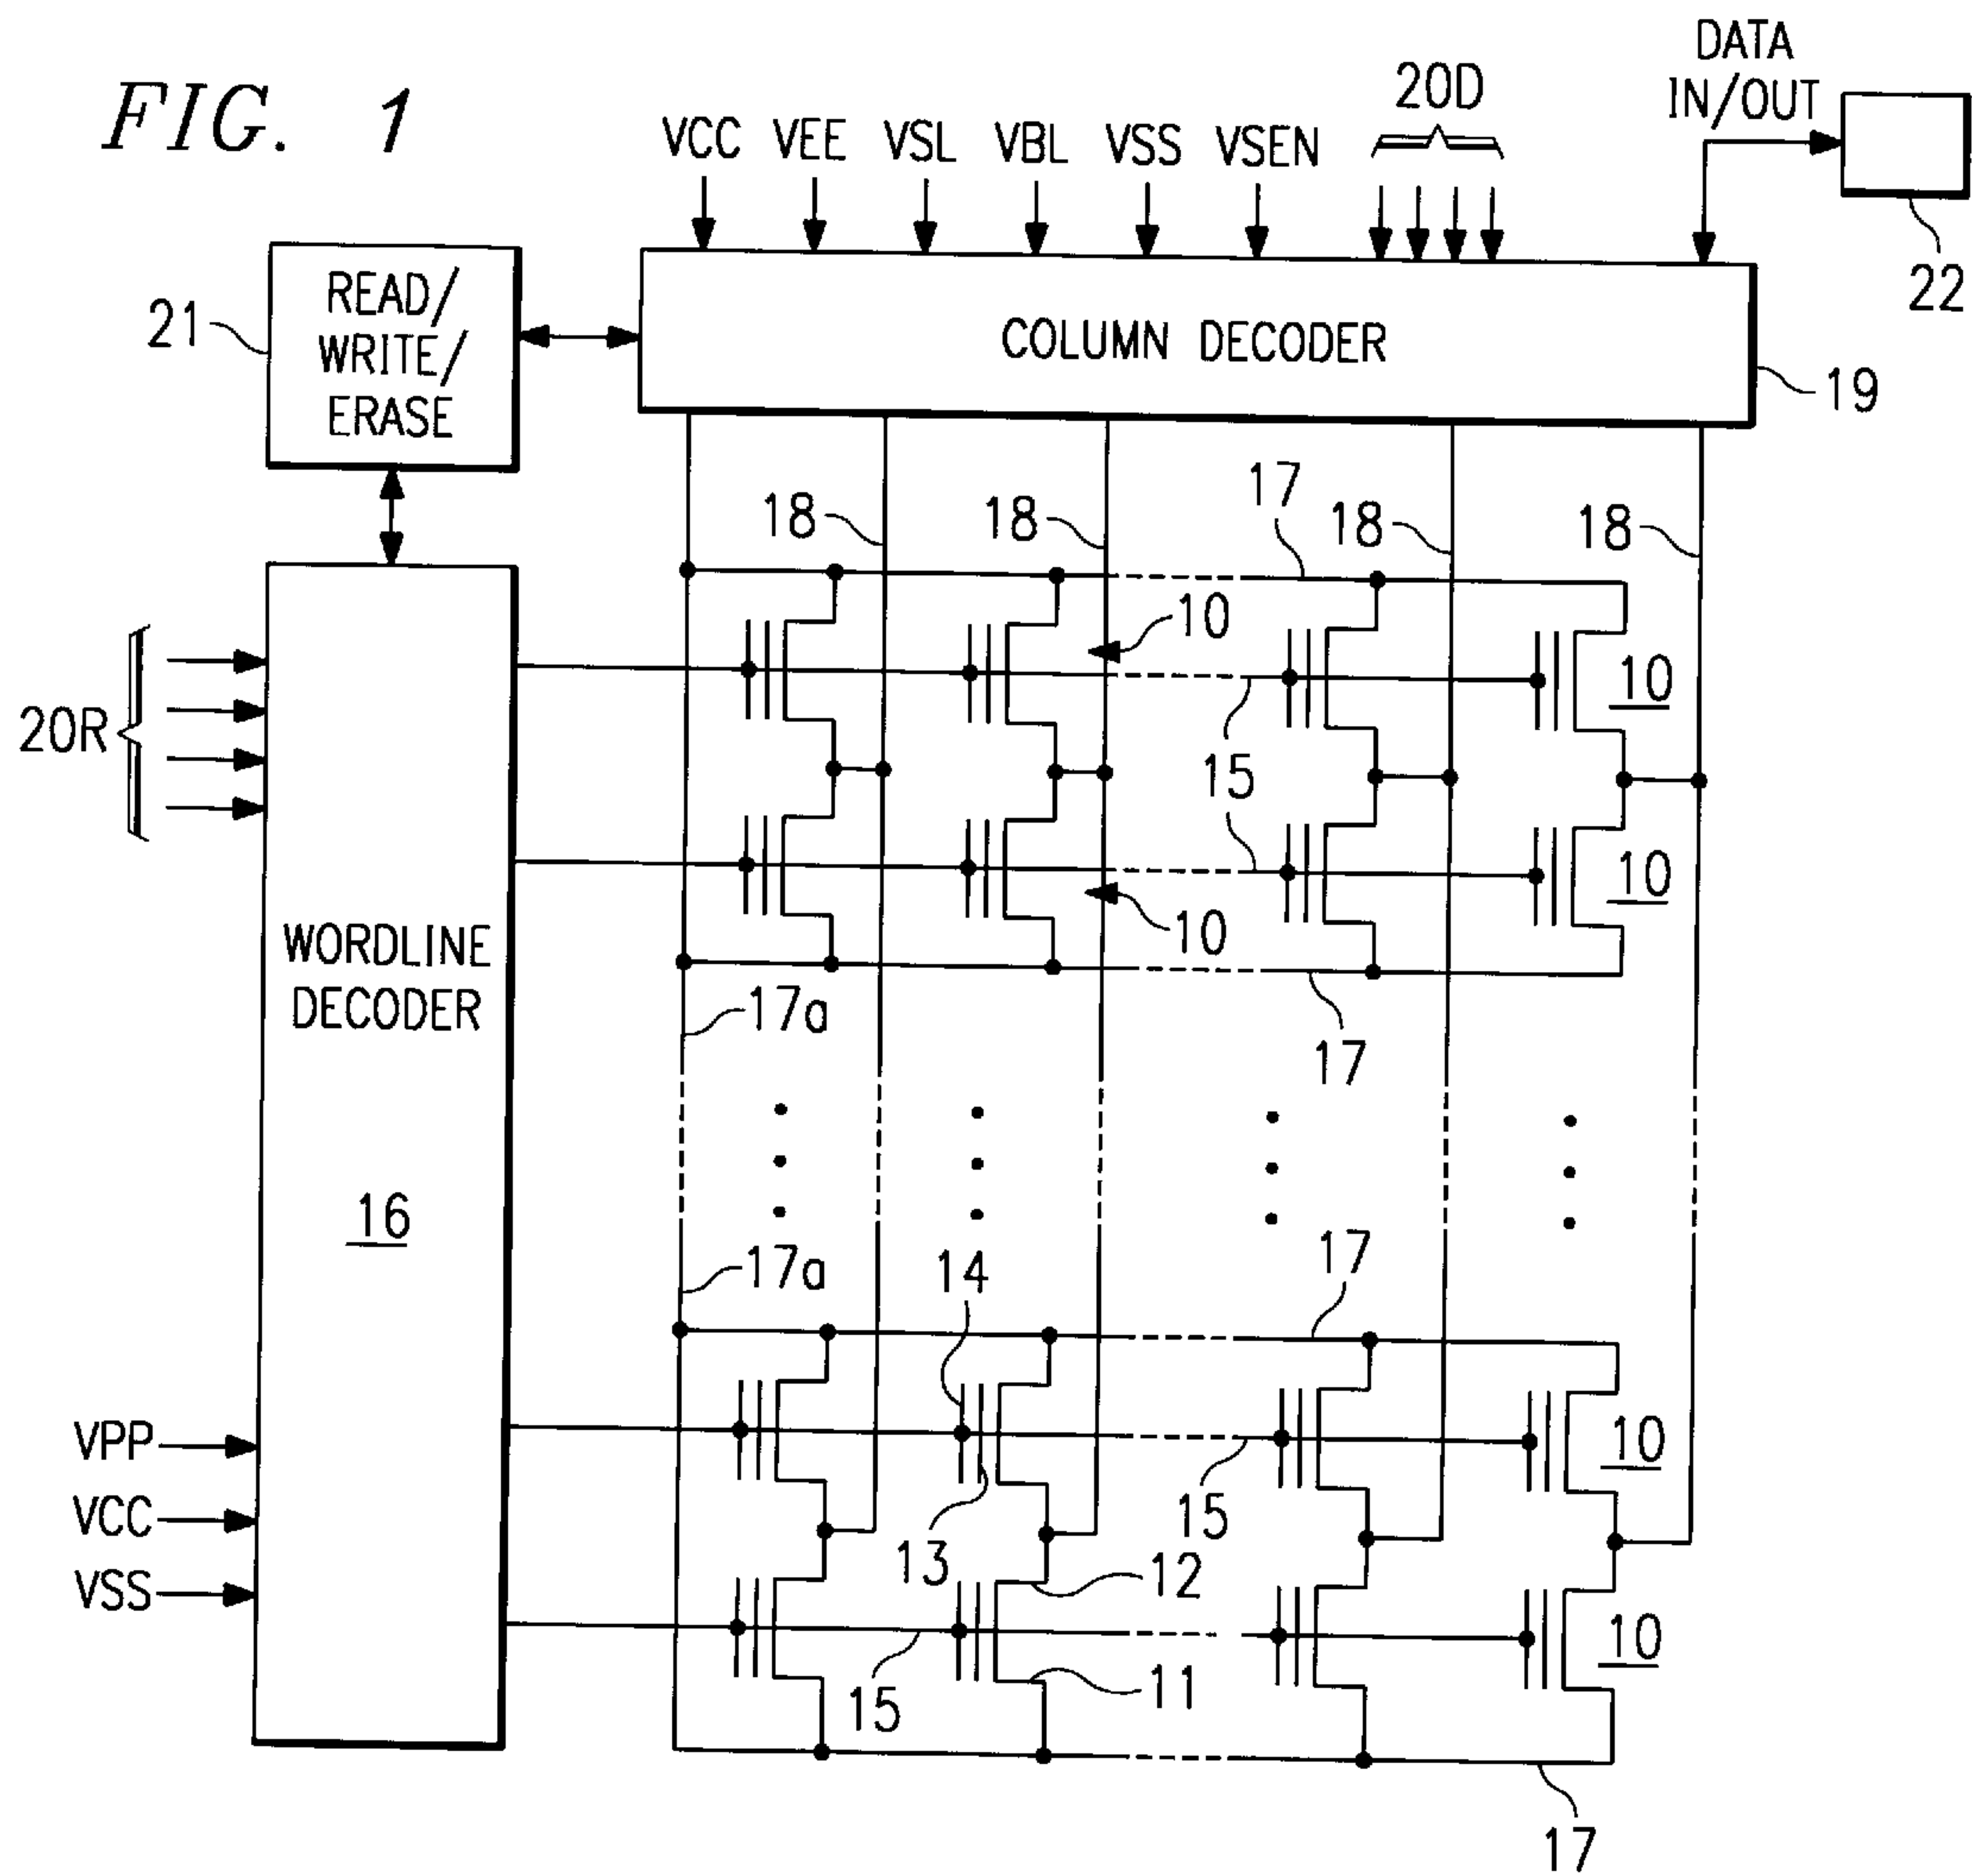 FIG. 1
VCC VEE VSL VBL VSS VSEN 20D
DATA
IN/OUT
22
21
READ/
WRITE/
ERASE
COLUMN DECODER
19
18 18 17 18 18
10 10
20R
15
10
10
WORDLINE
DECODER
17a
17
16
17a 14 17
VPP
10
VCC
15
13 12
VSS
10
15 11
17